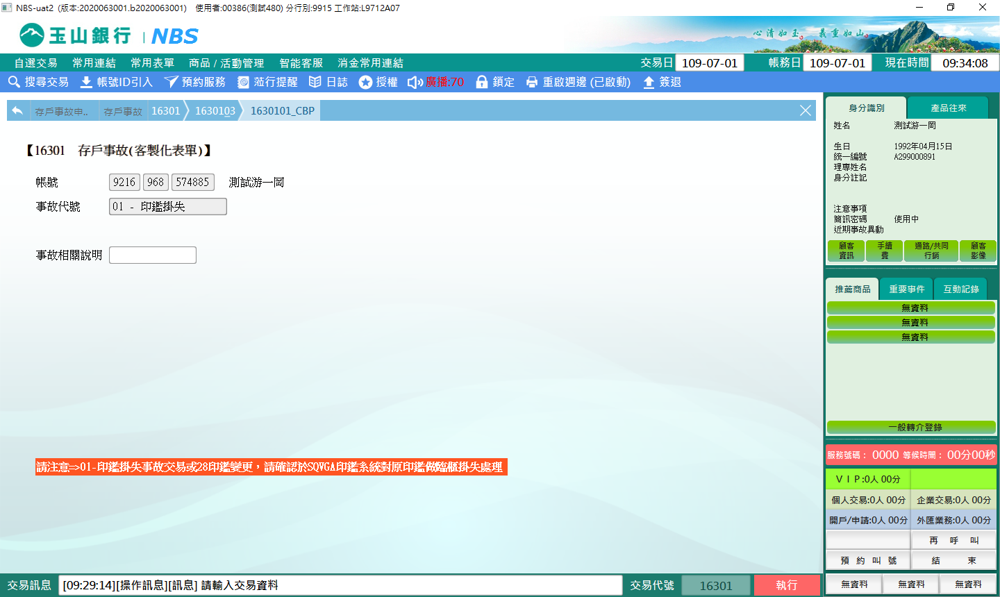 NBS-uat2 (版本:2020063001.b2020063001) 使用者:00386(測試480) 分行別:9915 工作站:L9712A07
玉山銀行 | NBS
心清如玉。 義重如山。
自選交易 常用連結 常用表單 商品 / 活動管理 智能客服 消金常用連結 交易日 109-07-01 帳務日 109-07-01 現在時間 09:34:08
搜尋交易 帳號ID引入 預約服務 蒞行提醒 日誌 授權 廣播:70 鎖定 重啟週邊 (已啟動) 簽退
存戶事故申.. 存戶事故 16301 1630103 1630101_CBP
【16301 存戶事故(客製化表單)】
帳號 9216 968 574885 測試游一岡
事故代號 01 - 印鑑掛失
事故相關說明
請注意=>01-印鑑掛失事故交易或28印鑑變更，請確認於SQVGA印鑑系統對原印鑑做臨櫃掛失處理
交易訊息 [09:29:14][操作訊息][訊息] 請輸入交易資料 交易代號 16301 執行
身分識別 產品往來
姓名 測試游一岡
生日 1992年04月15日
統一編號 A299000891
理專姓名
身分註記
注意事項
簡訊密碼 使用中
近期事故異動
顧客資訊 手續費 通路/共同行銷 顧客影像
推薦商品 重要事件 互動記錄
無資料
無資料
無資料
一般轉介登錄
服務號碼： 0000 等候時間： 00分00秒
ＶＩＰ:0人 00分
個人交易:0人 00分 企業交易:0人 00分
開戶/申請:0人 00分 外匯業務:0人 00分
再 呼 叫
預 約 叫 號 結 束
無資料 無資料 無資料